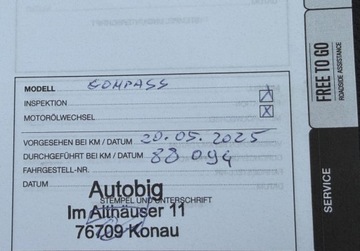 MODELL COMPASS
INSPEKTION
MOTORÖLWECHSEL
VORGESEHEN BEI KM / DATUM 20.05.2025
DURCHGEFÜHRT BEI KM / DATUM 88 094
FAHRGESTELL-NR.
DATUM
STEMPEL UND UNTERSCHRIFT
Autobig
Im Althäuser 11
76709 Konau
FREE TO GO
ROADSIDE ASSISTANCE
SERVICE